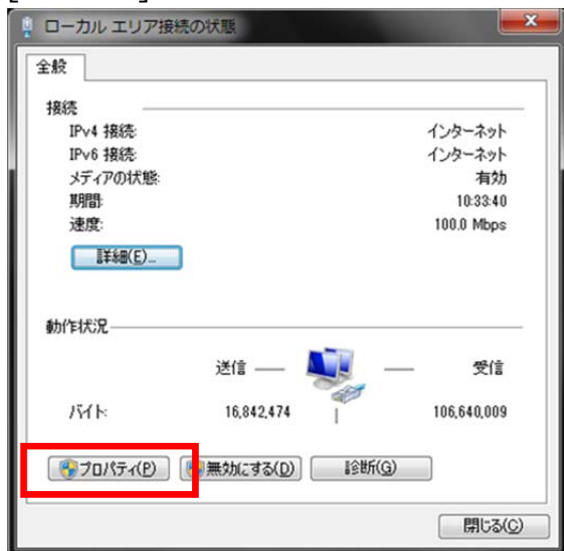 ローカル エリア接続の状態
全般
接続
IPv4 接続: インターネット
IPv6 接続: インターネット
メディアの状態: 有効
期間: 10:33:40
速度: 100.0 Mbps
詳細(E)...
動作状況
送信 受信
バイト: 16,842,474 106,640,009
プロパティ(P) 無効にする(D) 診断(G)
閉じる(C)